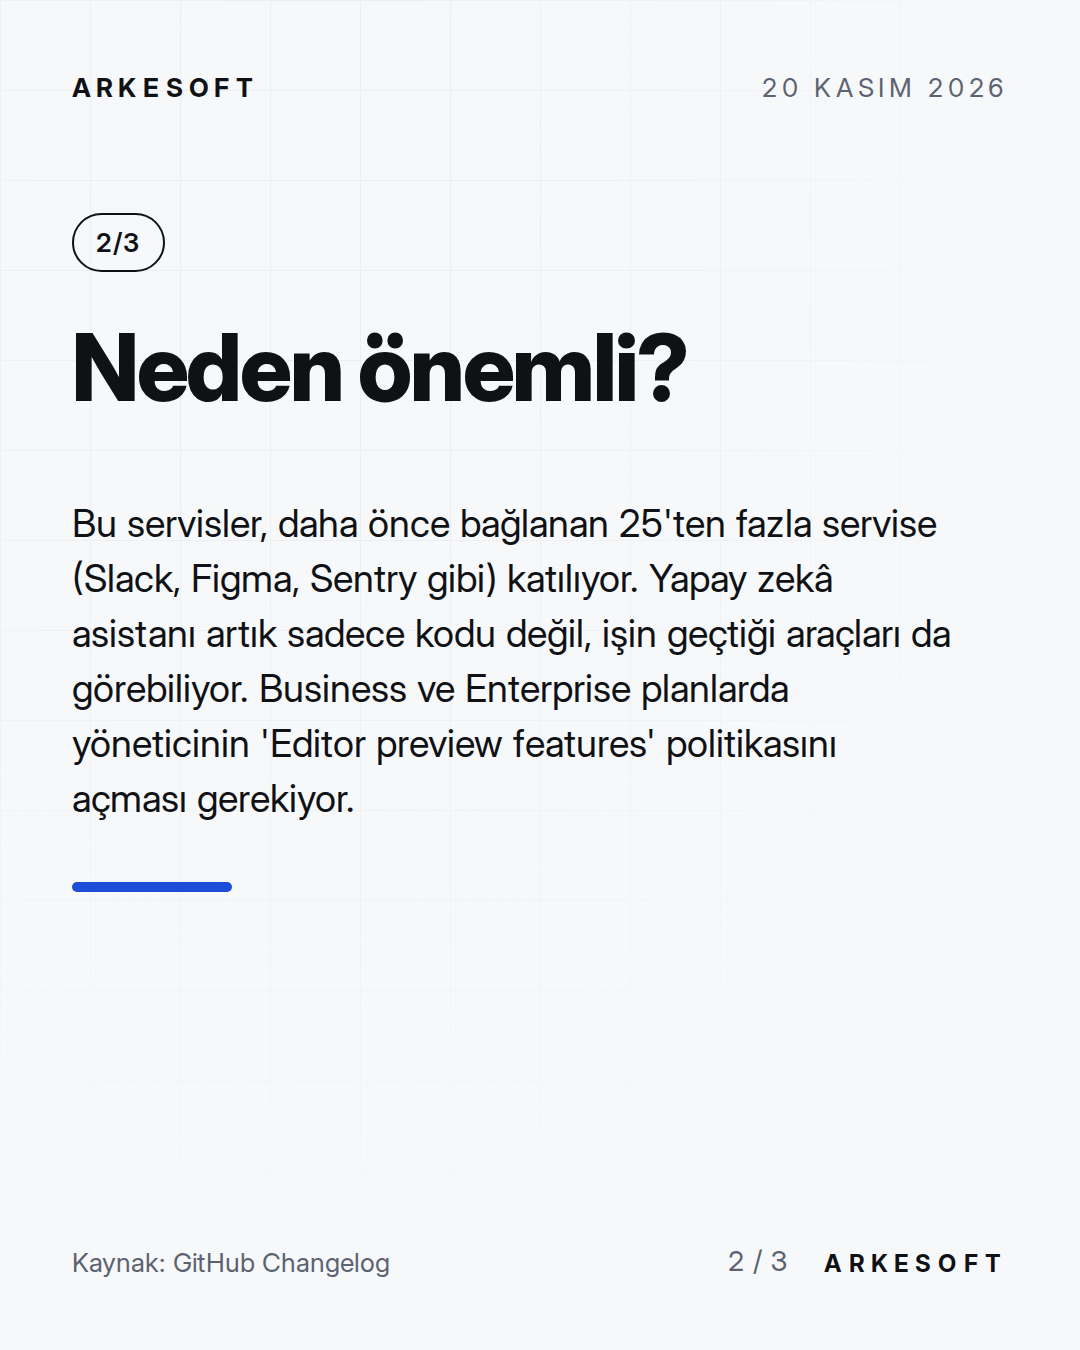 ARKESOFT
20 KASIM 2026
2/3
Neden önemli?
Bu servisler, daha önce bağlanan 25'ten fazla servise
(Slack, Figma, Sentry gibi) katılıyor. Yapay zekâ
asistanı artık sadece kodu değil, işin geçtiği araçları da
görebiliyor. Business ve Enterprise planlarda
yöneticinin 'Editor preview features' politikasını
açması gerekiyor.
Kaynak: GitHub Changelog
2 / 3
ARKESOFT